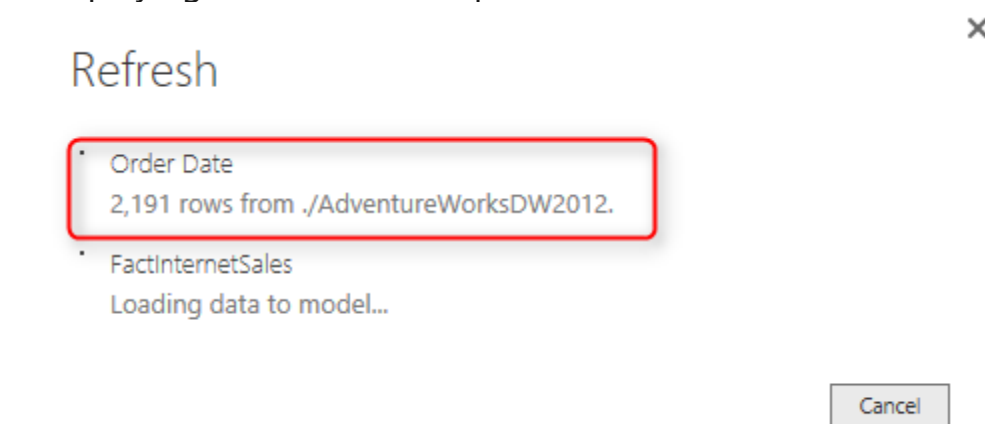 Refresh
Order Date
2,191 rows from ./AdventureWorksDW2012.
FactInternetSales
Loading data to model...
Cancel